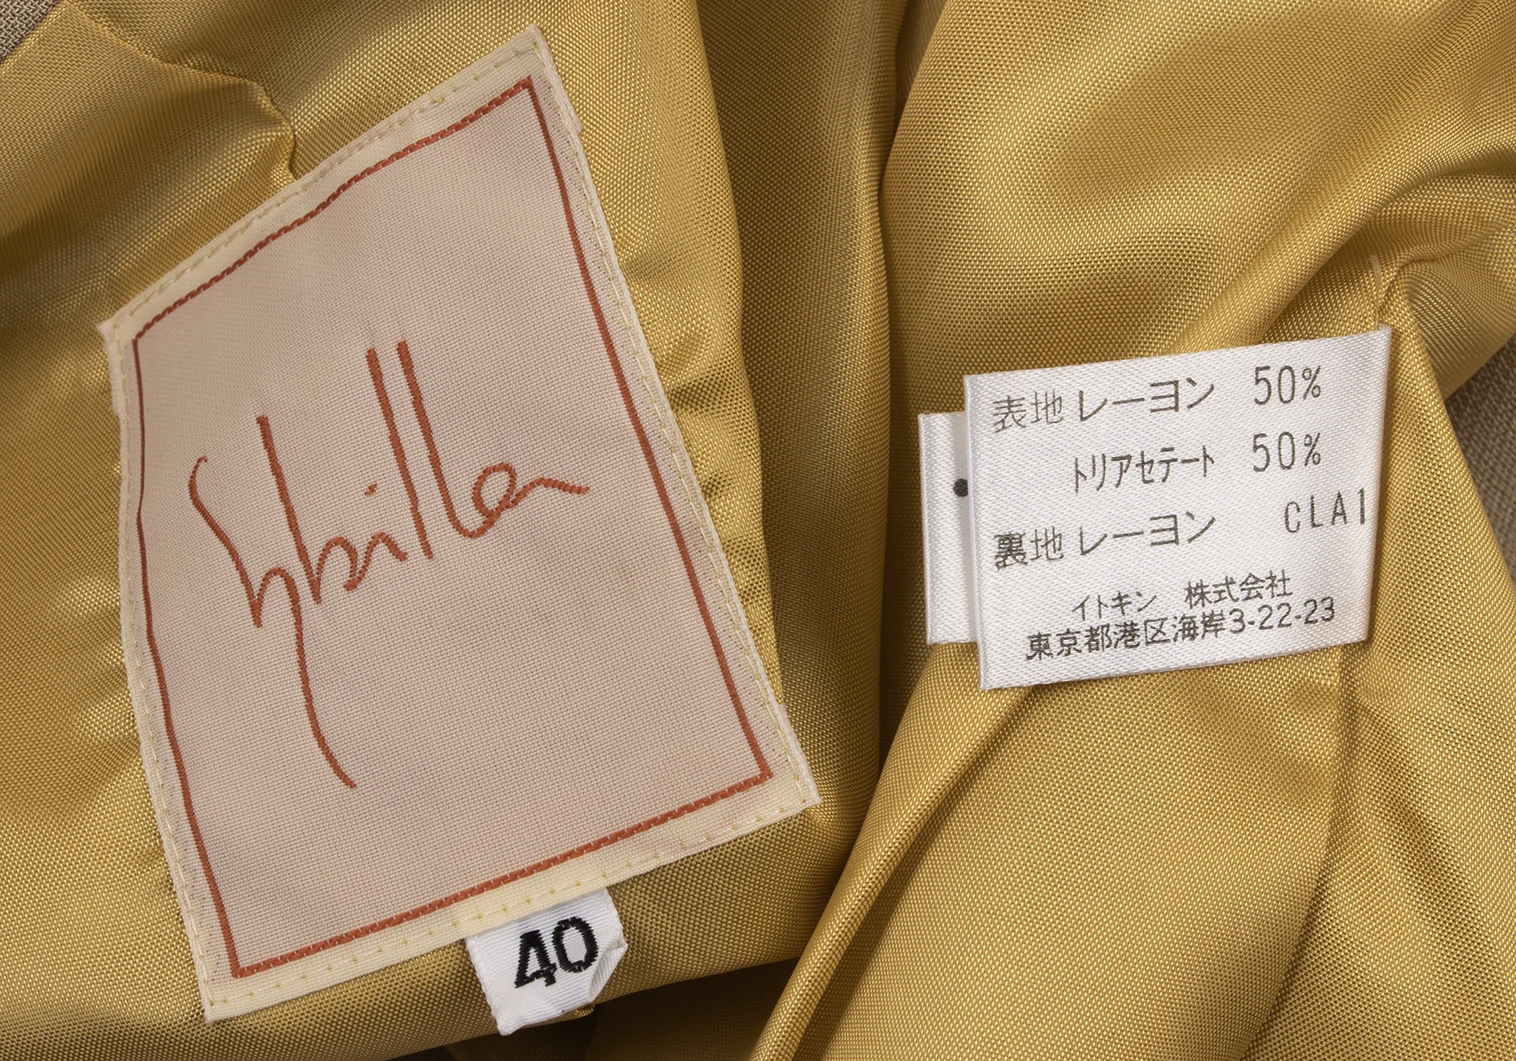 Sybilla
40
表地 レーヨン 50%
トリアセテート 50%
裏地 レーヨン CLA1
イトキン 株式会社
東京都港区海岸3-22-23